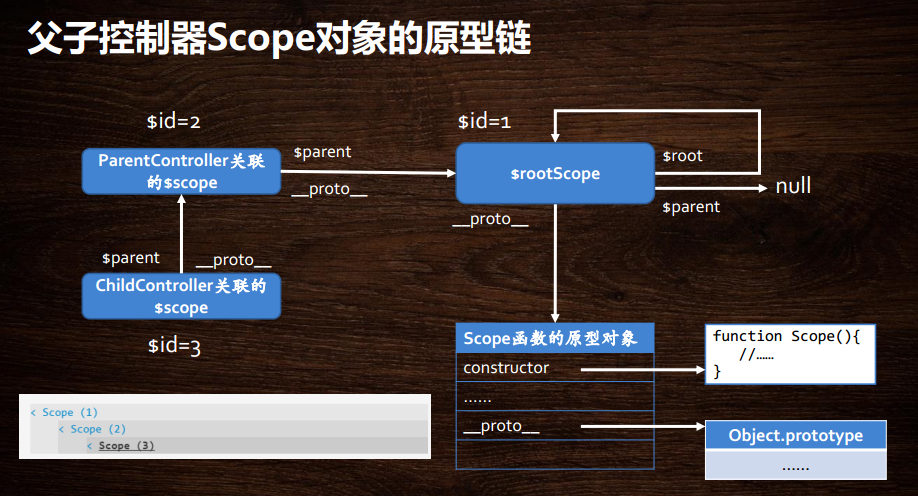 父子控制器Scope对象的原型链
$id=2
$id=1
ParentController关联
的$scope
$parent
__proto__
$rootScope
$root
null
$parent
__proto__
$parent
__proto__
ChildController关联的
$scope
$id=3
Scope函数的原型对象
constructor
……
__proto__
function Scope(){
//……
}
Object.prototype
……
< Scope (1)
< Scope (2)
< Scope (3)